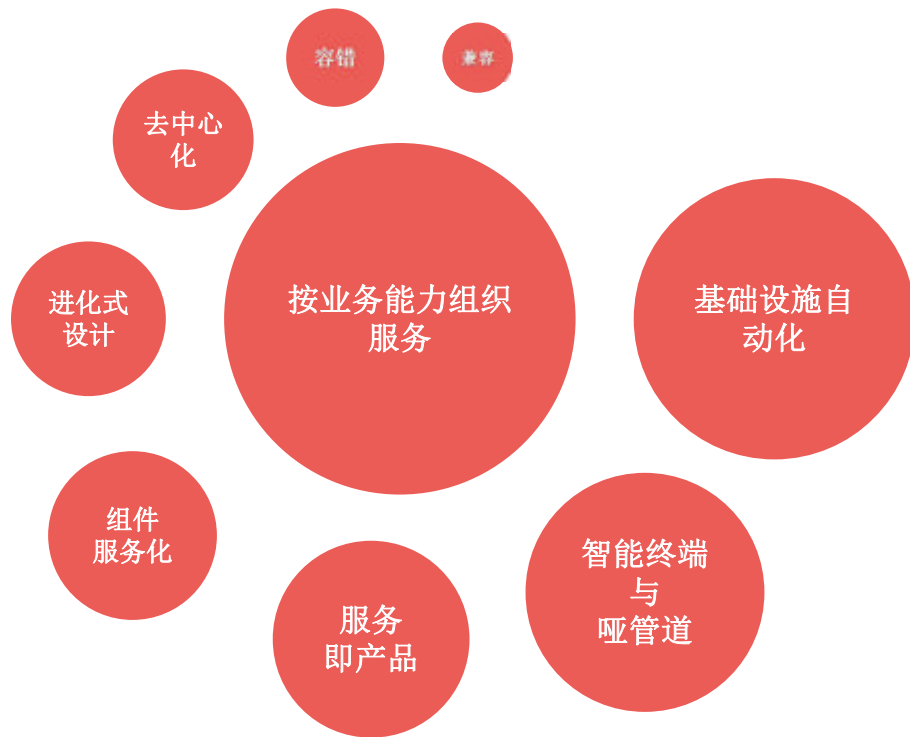 容错
兼容
去中心
化
进化式
设计
按业务能力组织
服务
基础设施自
动化
组件
服务化
服务
即产品
智能终端
与
哑管道